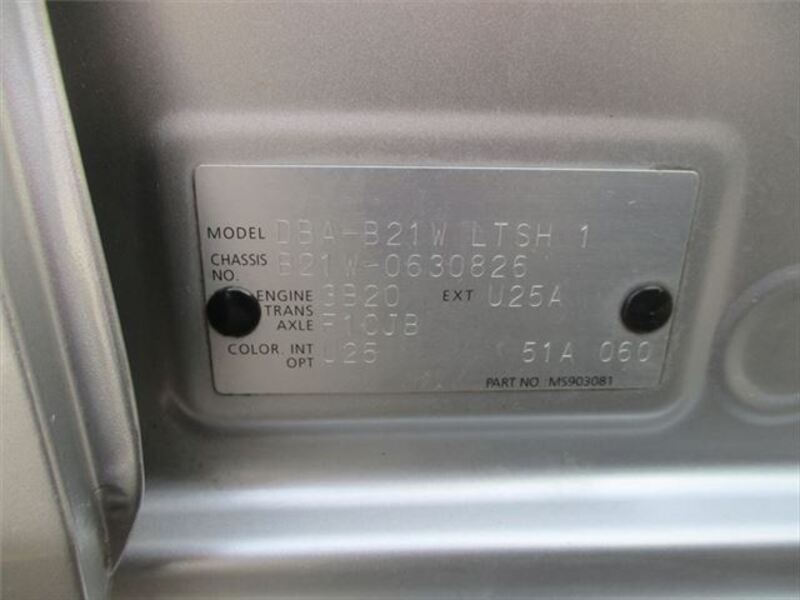 MODEL DBA-B21W LTSH 1
CHASSIS NO. B21W-0630826
ENGINE 3B20 EXT U25A
TRANS AXLE F1CJB
COLOR. INT OPT U25 51A 060
PART NO MS903081